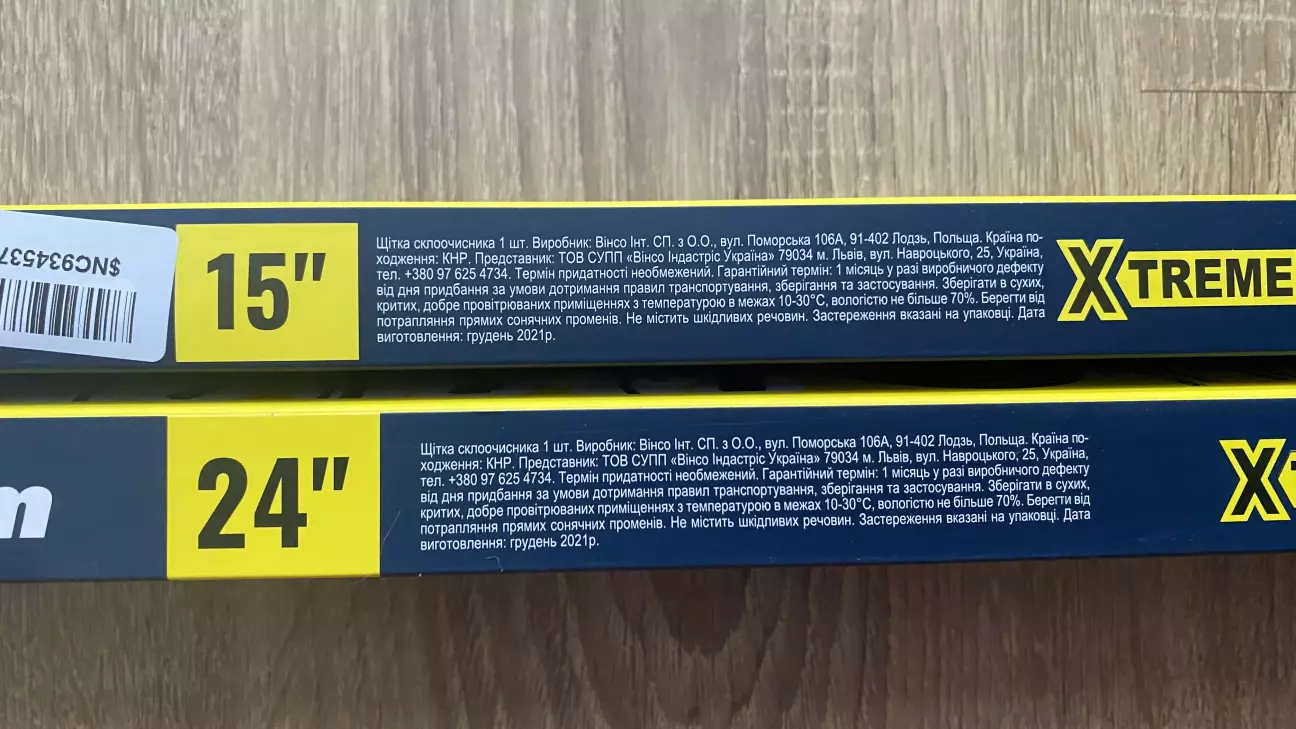 $NC934537
15"
Щітка склоочисника 1 шт. Виробник: Вінсо Інт. СП. з О.О., вул. Поморська 106А, 91-402 Лодзь, Польща. Країна по-
ходження: КНР. Представник: ТОВ СУПП «Вінсо Індастріс Україна» 79034 м. Львів, вул. Навроцького, 25, Україна,
тел. +380 97 625 4734. Термін придатності необмежений. Гарантійний термін: 1 місяць у разі виробничого дефекту
від дня придбання за умови дотримання правил транспортування, зберігання та застосування. Зберігати в сухих,
критих, добре провітрюваних приміщеннях з температурою в межах 10-30°С, вологістю не більше 70%. Берегти від
потрапляння прямих сонячних променів. Не містить шкідливих речовин. Застереження вказані на упаковці. Дата
виготовлення: грудень 2021р.
XTREME
m
24"
Щітка склоочисника 1 шт. Виробник: Вінсо Інт. СП. з О.О., вул. Поморська 106А, 91-402 Лодзь, Польща. Країна по-
ходження: КНР. Представник: ТОВ СУПП «Вінсо Індастріс Україна» 79034 м. Львів, вул. Навроцького, 25, Україна,
тел. +380 97 625 4734. Термін придатності необмежений. Гарантійний термін: 1 місяць у разі виробничого дефекту
від дня придбання за умови дотримання правил транспортування, зберігання та застосування. Зберігати в сухих,
критих, добре провітрюваних приміщеннях з температурою в межах 10-30°С, вологістю не більше 70%. Берегти від
потрапляння прямих сонячних променів. Не містить шкідливих речовин. Застереження вказані на упаковці. Дата
виготовлення: грудень 2021р.
XT